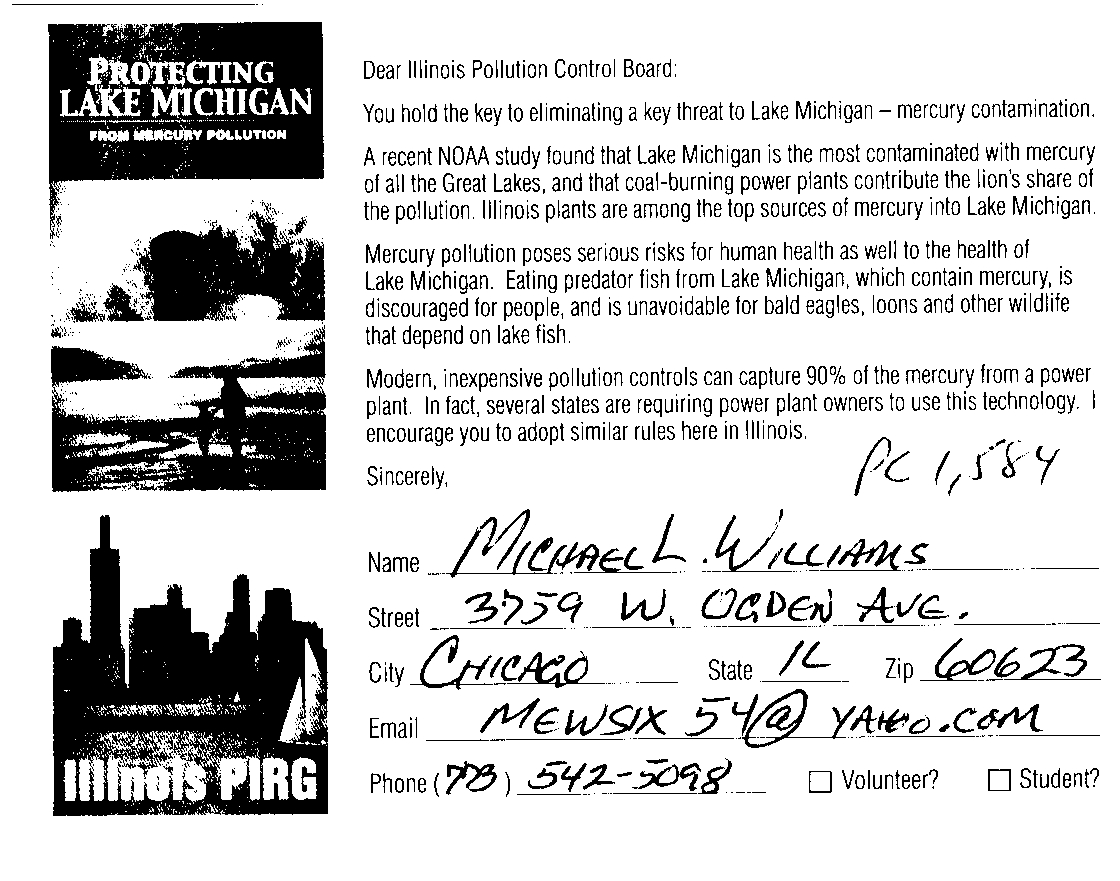 PROTECTING
LAKE MICHIGAN
FROM MERCURY POLLUTION
Dear Illinois Pollution Control Board:
You hold the key to eliminating a key threat to Lake Michigan – mercury contamination.
A recent NOAA study found that Lake Michigan is the most contaminated with mercury
of all the Great Lakes, and that coal-burning power plants contribute the lion's share of
the pollution. Illinois plants are among the top sources of mercury into Lake Michigan.
Mercury pollution poses serious risks for human health as well to the health of
Lake Michigan. Eating predator fish from Lake Michigan, which contain mercury, is
discouraged for people, and is unavoidable for bald eagles, loons and other wildlife
that depend on lake fish.
Modern, inexpensive pollution controls can capture 90% of the mercury from a power
plant. In fact, several states are requiring power plant owners to use this technology. I
encourage you to adopt similar rules here in Illinois.
Sincerely,
PC 1,584
Name MICHAEL L. WILLIAMS
Street 3759 W. OGDEN AVE.
City CHICAGO State IL Zip 60623
Email MEWSIX54@YAHOO.COM
Phone (773) 542-5098 Volunteer? Student?
Illinois PIRG